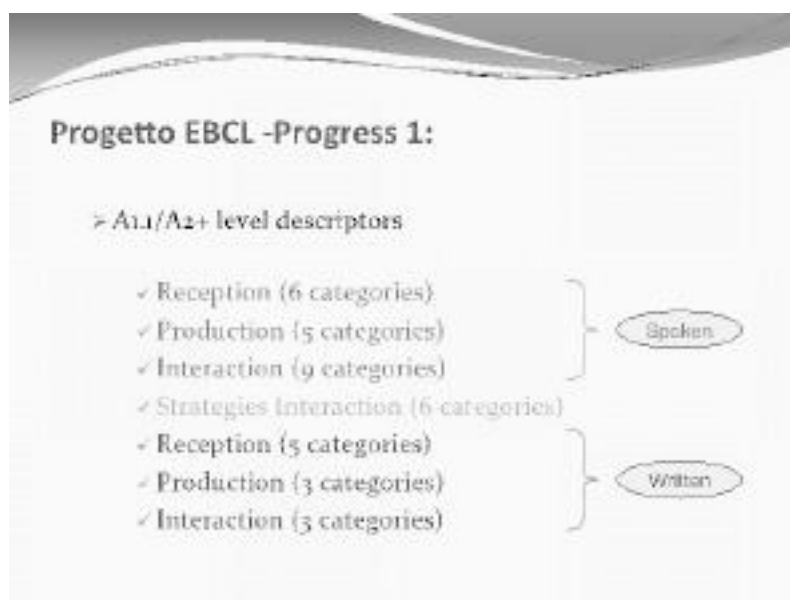 Progetto EBCL -Progress 1:
➢ A1.1/A2+ level descriptors
✓ Reception (6 categories)
✓ Production (5 categories)
✓ Interaction (9 categories)
Spoken
✓ Strategies Interaction (6 categories)
✓ Reception (5 categories)
✓ Production (3 categories)
✓ Interaction (3 categories)
Written